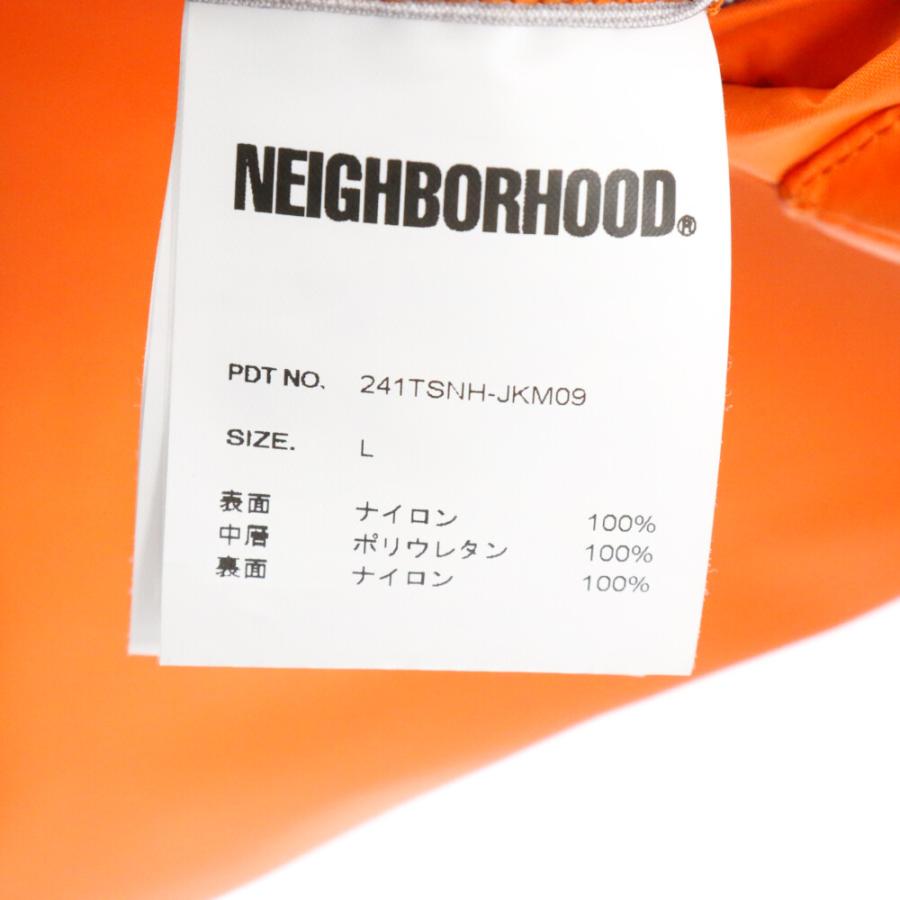 NEIGHBORHOOD®
PDT NO. 241TSNH-JKM09
SIZE. L
表面 ナイロン 100%
中層 ポリウレタン 100%
裏面 ナイロン 100%